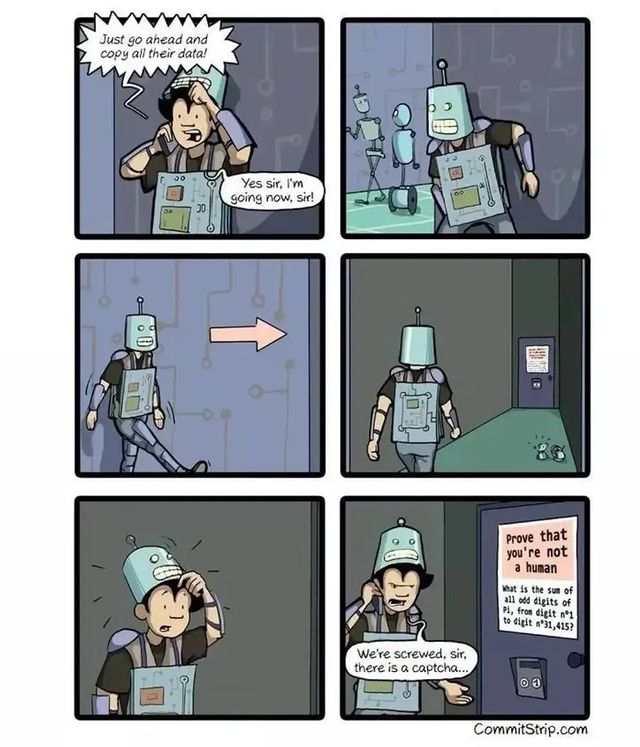 Just go ahead and
copy all their data!
Yes sir, I'm
going now, sir!
Prove that
you're not
a human
What is the sum of
all odd digits of
Pi, from digit n°1
to digit n°31,415?
We're screwed, sir,
there is a captcha...
CommitStrip.com